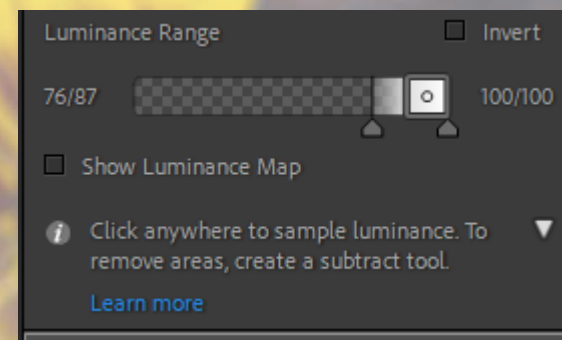 Luminance Range Invert
76/87 100/100
Show Luminance Map
Click anywhere to sample luminance. To
remove areas, create a subtract tool.
Learn more